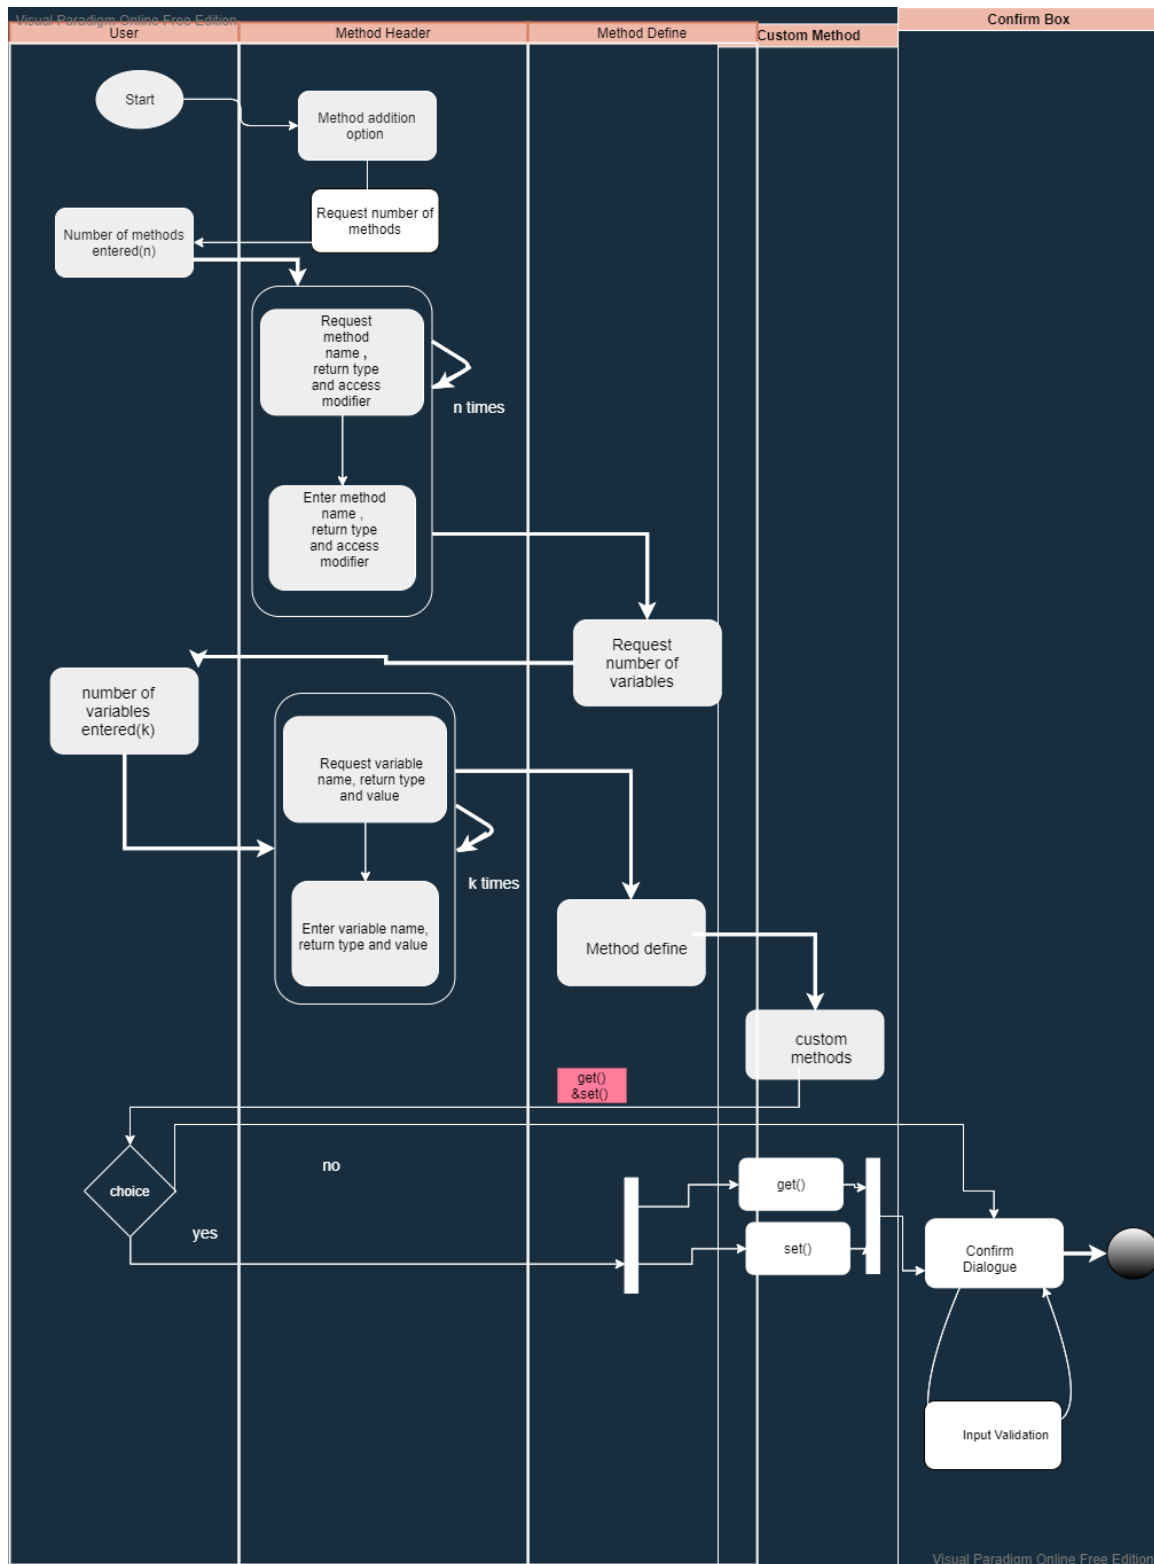 Visual Paradigm Online Free Edition
User
Method Header
Method Define
Custom Method
Confirm Box
Start
Method addition
option
Request number of
methods
Number of methods
entered(n)
Request
method
name ,
return type
and access
modifier
n times
Enter method
name ,
return type
and access
modifier
Request
number of
variables
number of
variables
entered(k)
Request variable
name, return type
and value
k times
Enter variable name,
return type and value
Method define
custom
methods
get()
&set()
no
choice
yes
get()
set()
Confirm
Dialogue
Input Validation
Visual Paradigm Online Free Edition